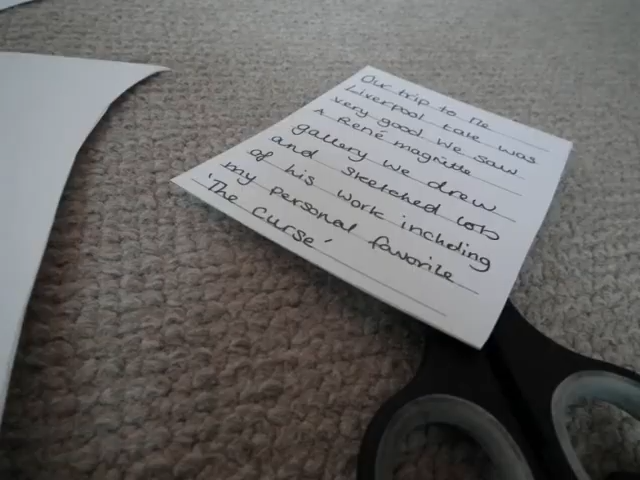 Our trip to the
Liverpool tate was
very good. We saw
A René magritte
gallery we drew
and sketched lots
of his work including
my personal favorite
'The curse'